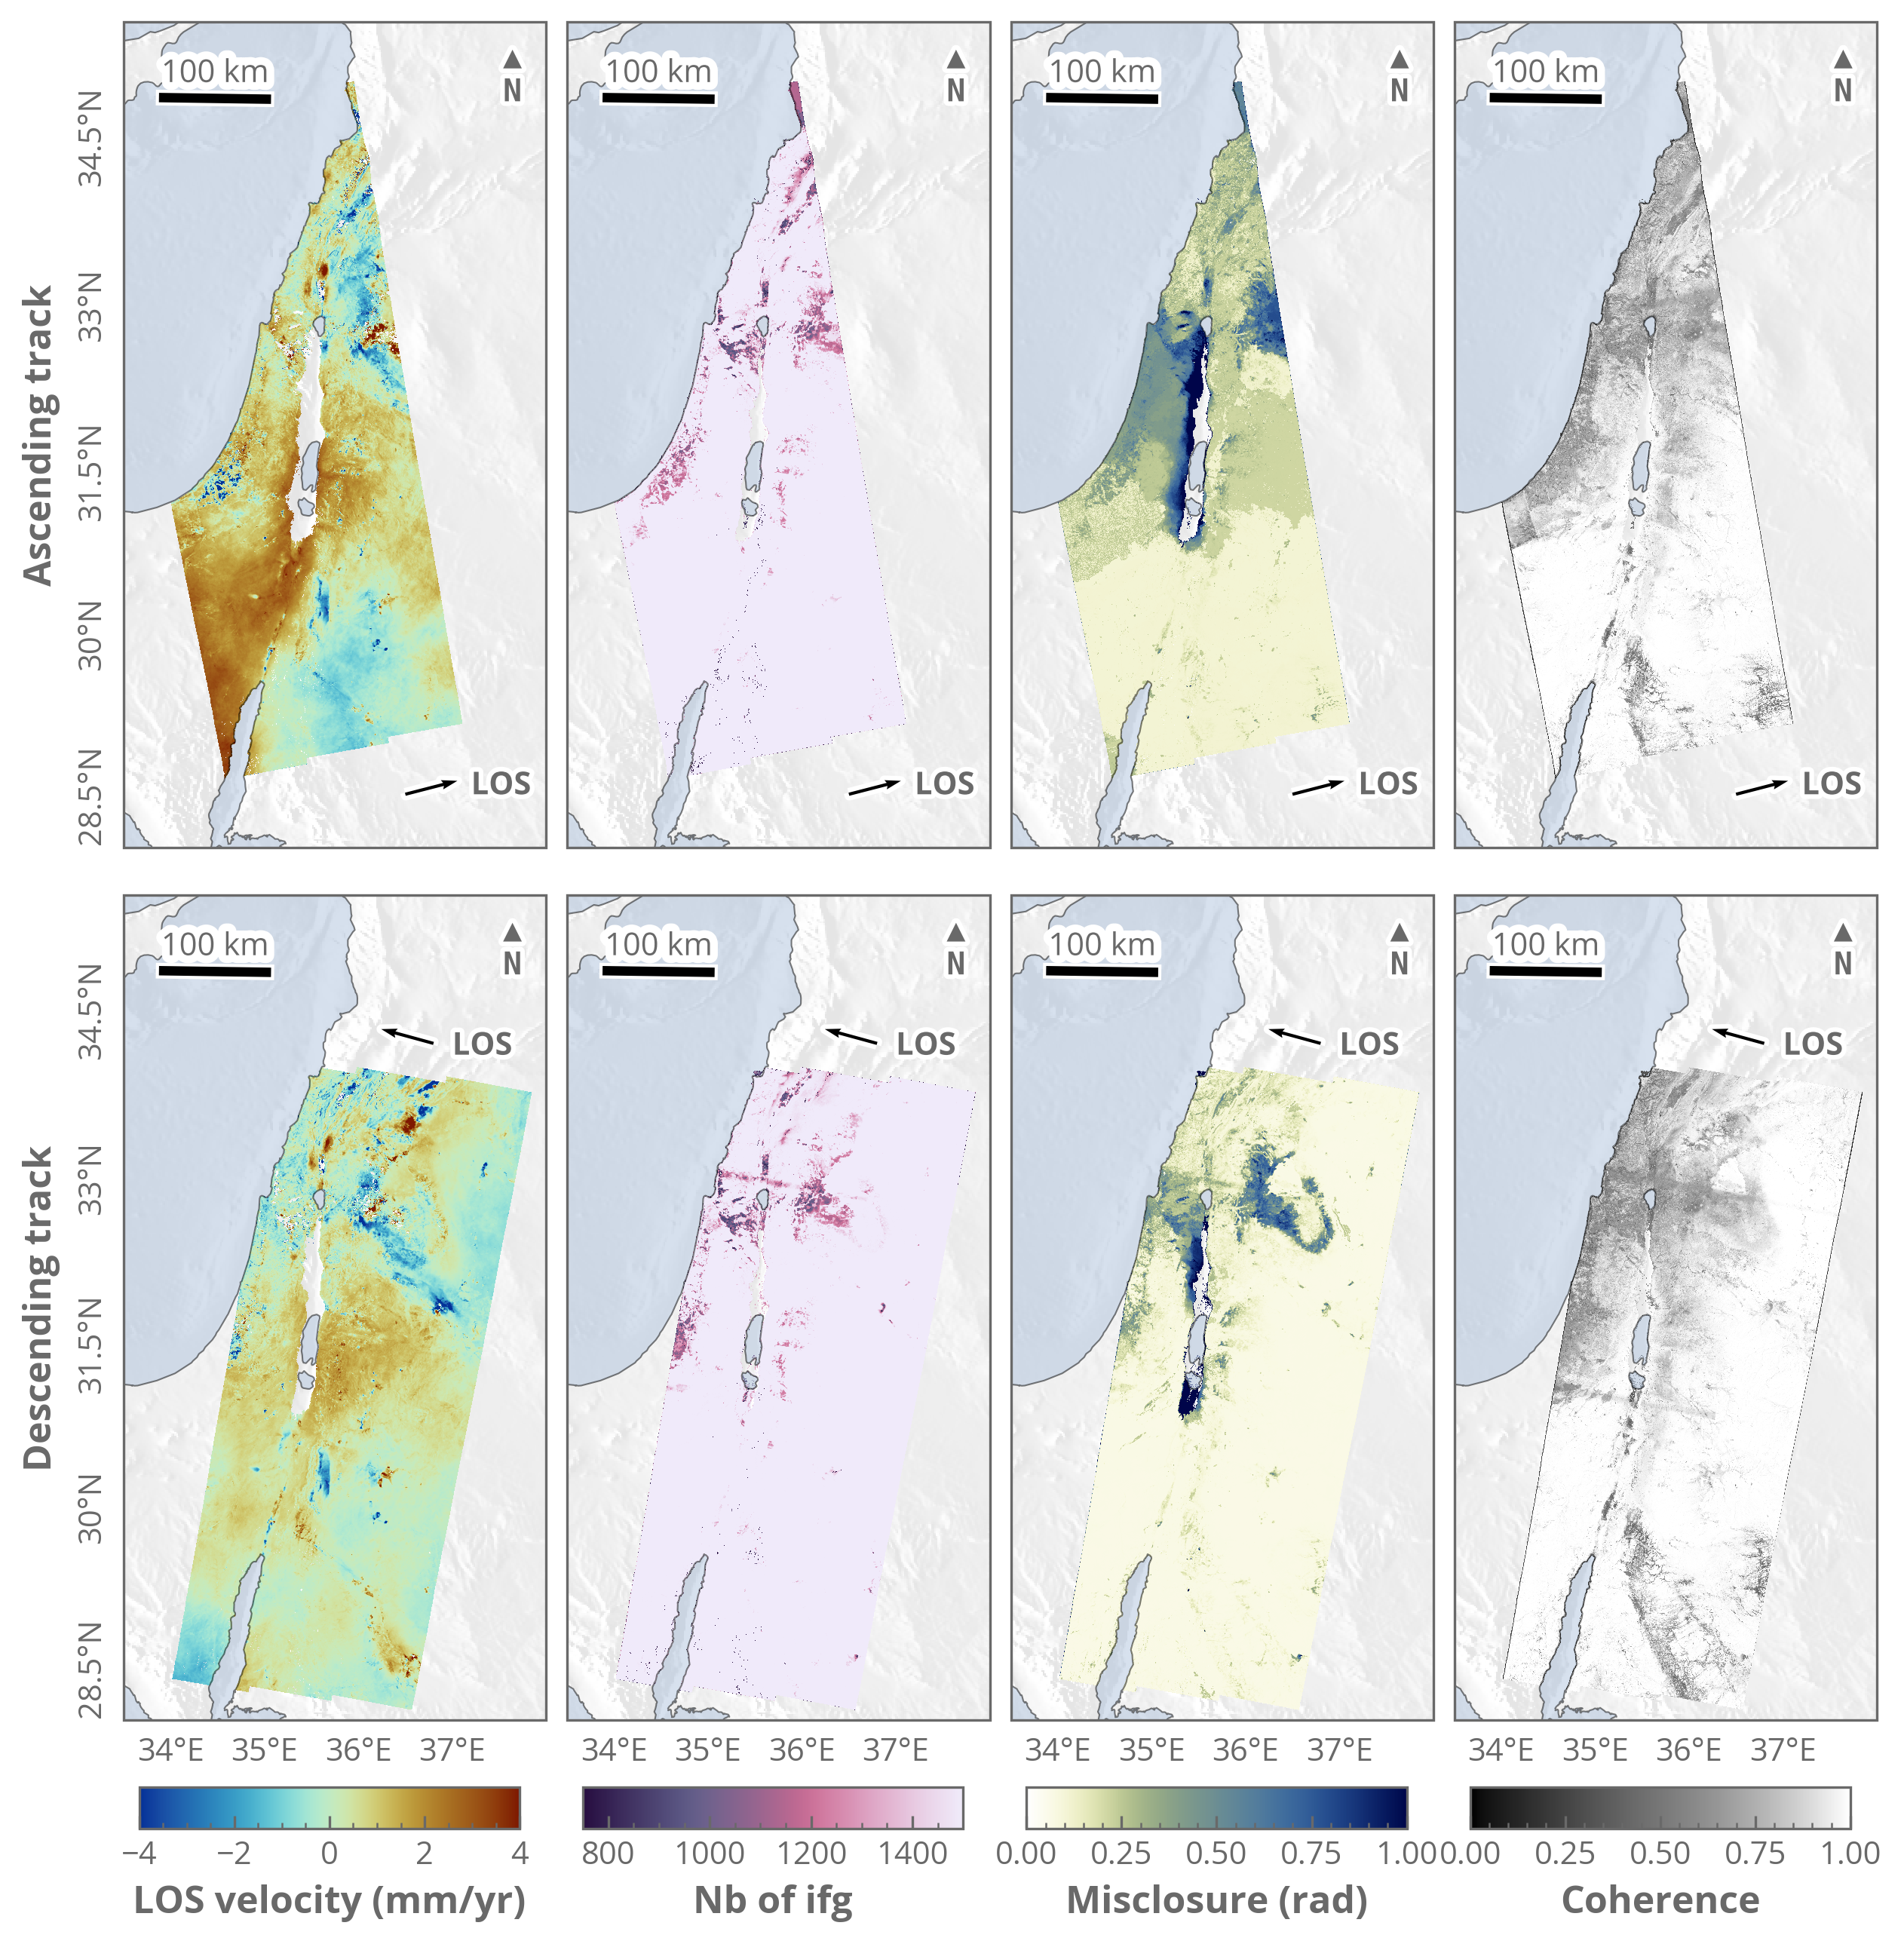 100 km
N
100 km
N
100 km
N
100 km
N
Ascending track
34.5°N
33°N
31.5°N
30°N
28.5°N
LOS
LOS
LOS
LOS
100 km
N
100 km
N
100 km
N
100 km
N
LOS
LOS
LOS
LOS
Descending track
34.5°N
33°N
31.5°N
30°N
28.5°N
34°E 35°E 36°E 37°E
34°E 35°E 36°E 37°E
34°E 35°E 36°E 37°E
34°E 35°E 36°E 37°E
−4 −2 0 2 4
LOS velocity (mm/yr)
800 1000 1200 1400
Nb of ifg
0.00 0.25 0.50 0.75 1.00
Misclosure (rad)
0.00 0.25 0.50 0.75 1.00
Coherence